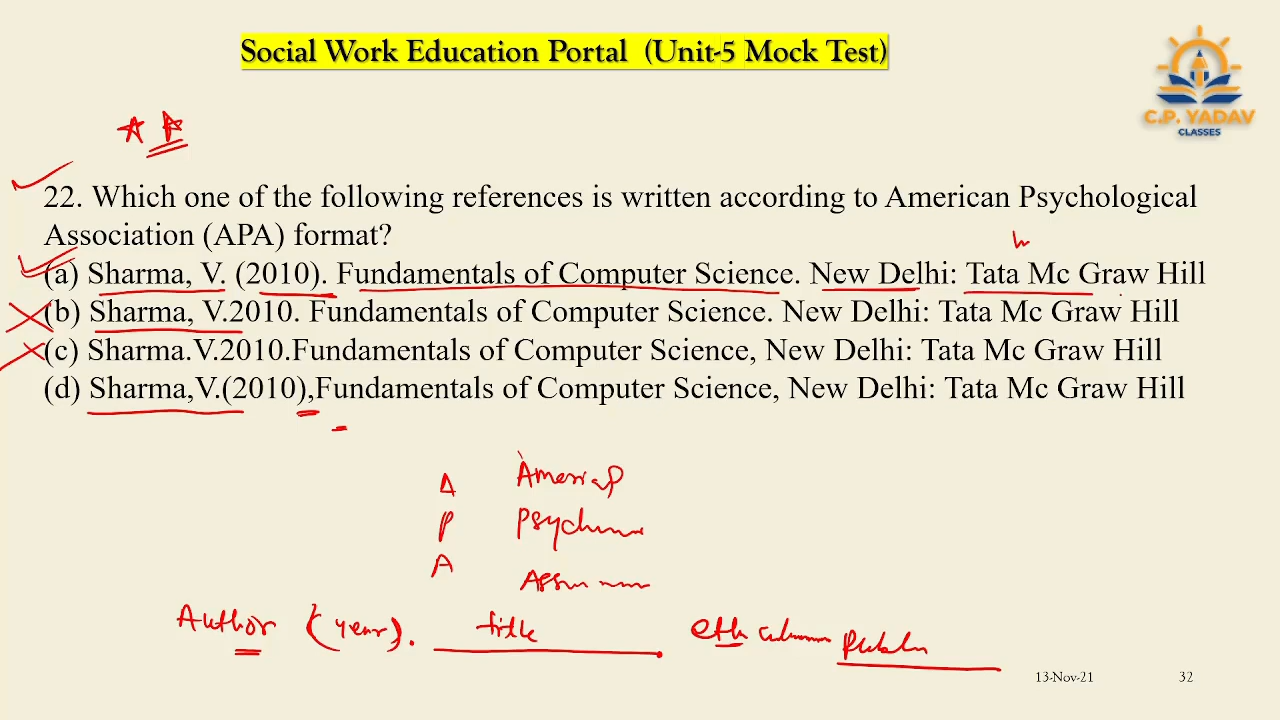 Social Work Education Portal (Unit-5 Mock Test)
C.P. YADAV
CLASSES
22. Which one of the following references is written according to American Psychological
Association (APA) format?
(a) Sharma, V. (2010). Fundamentals of Computer Science. New Delhi: Tata Mc Graw Hill
(b) Sharma, V.2010. Fundamentals of Computer Science. New Delhi: Tata Mc Graw Hill
(c) Sharma.V.2010.Fundamentals of Computer Science, New Delhi: Tata Mc Graw Hill
(d) Sharma,V.(2010),Fundamentals of Computer Science, New Delhi: Tata Mc Graw Hill
A
P
A
Author (year). title
13-Nov-21 32